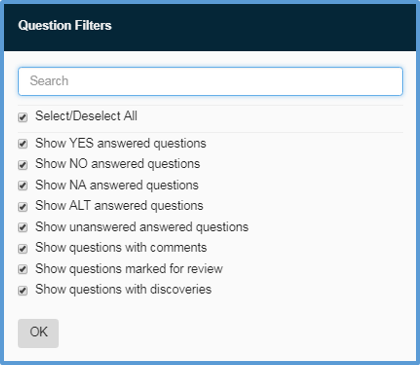 Question Filters
Search
Select/Deselect All
Show YES answered questions
Show NO answered questions
Show NA answered questions
Show ALT answered questions
Show unanswered answered questions
Show questions with comments
Show questions marked for review
Show questions with discoveries
OK